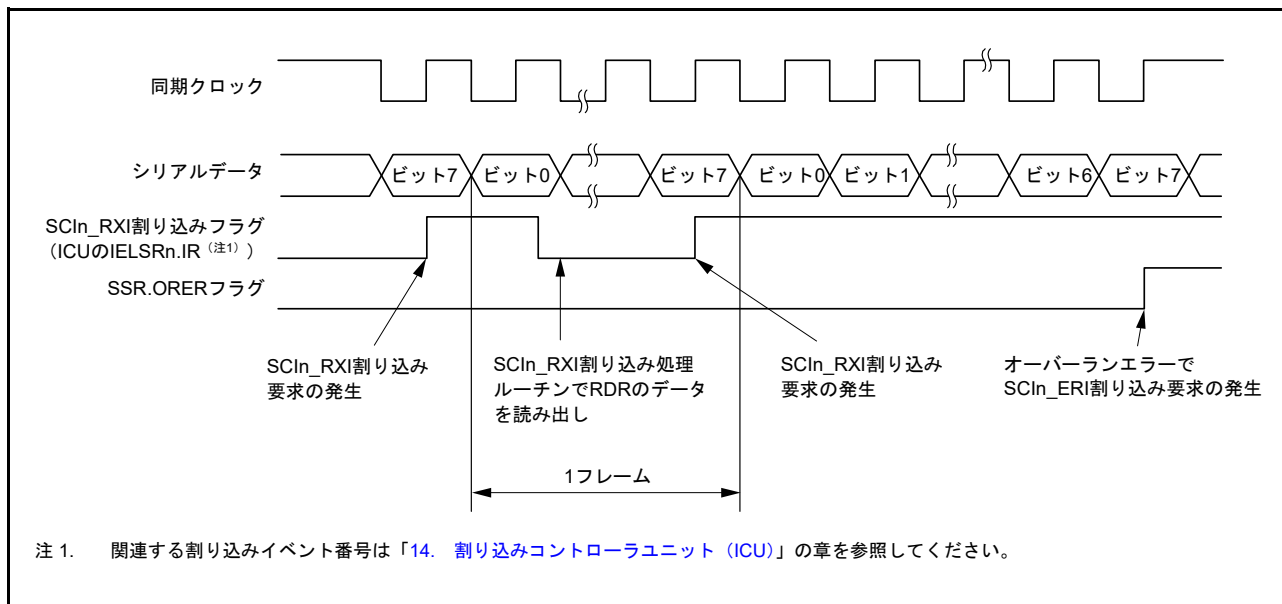 同期クロック
シリアルデータ
ビット7 ビット0 ビット7 ビット0 ビット1 ビット6 ビット7
SCIn_RXI割り込みフラグ
（ICUのIELSRn.IR（注1））
SSR.ORERフラグ
SCIn_RXI割り込み
要求の発生
SCIn_RXI割り込み処理
ルーチンでRDRのデータ
を読み出し
SCIn_RXI割り込み
要求の発生
オーバーランエラーで
SCIn_ERI割り込み要求の発生
1フレーム
注 1. 関連する割り込みイベント番号は「14. 割り込みコントローラユニット（ICU）」の章を参照してください。